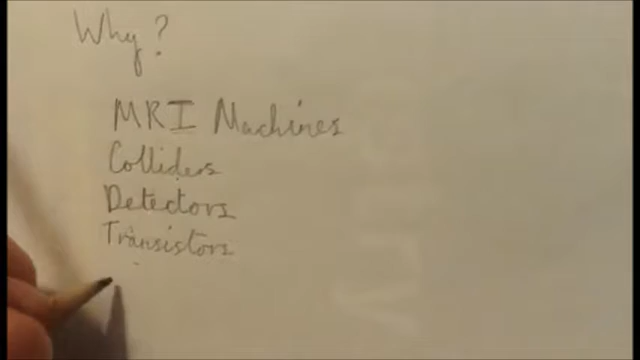 Why?
MRI Machines
Colliders
Detectors
Transistors